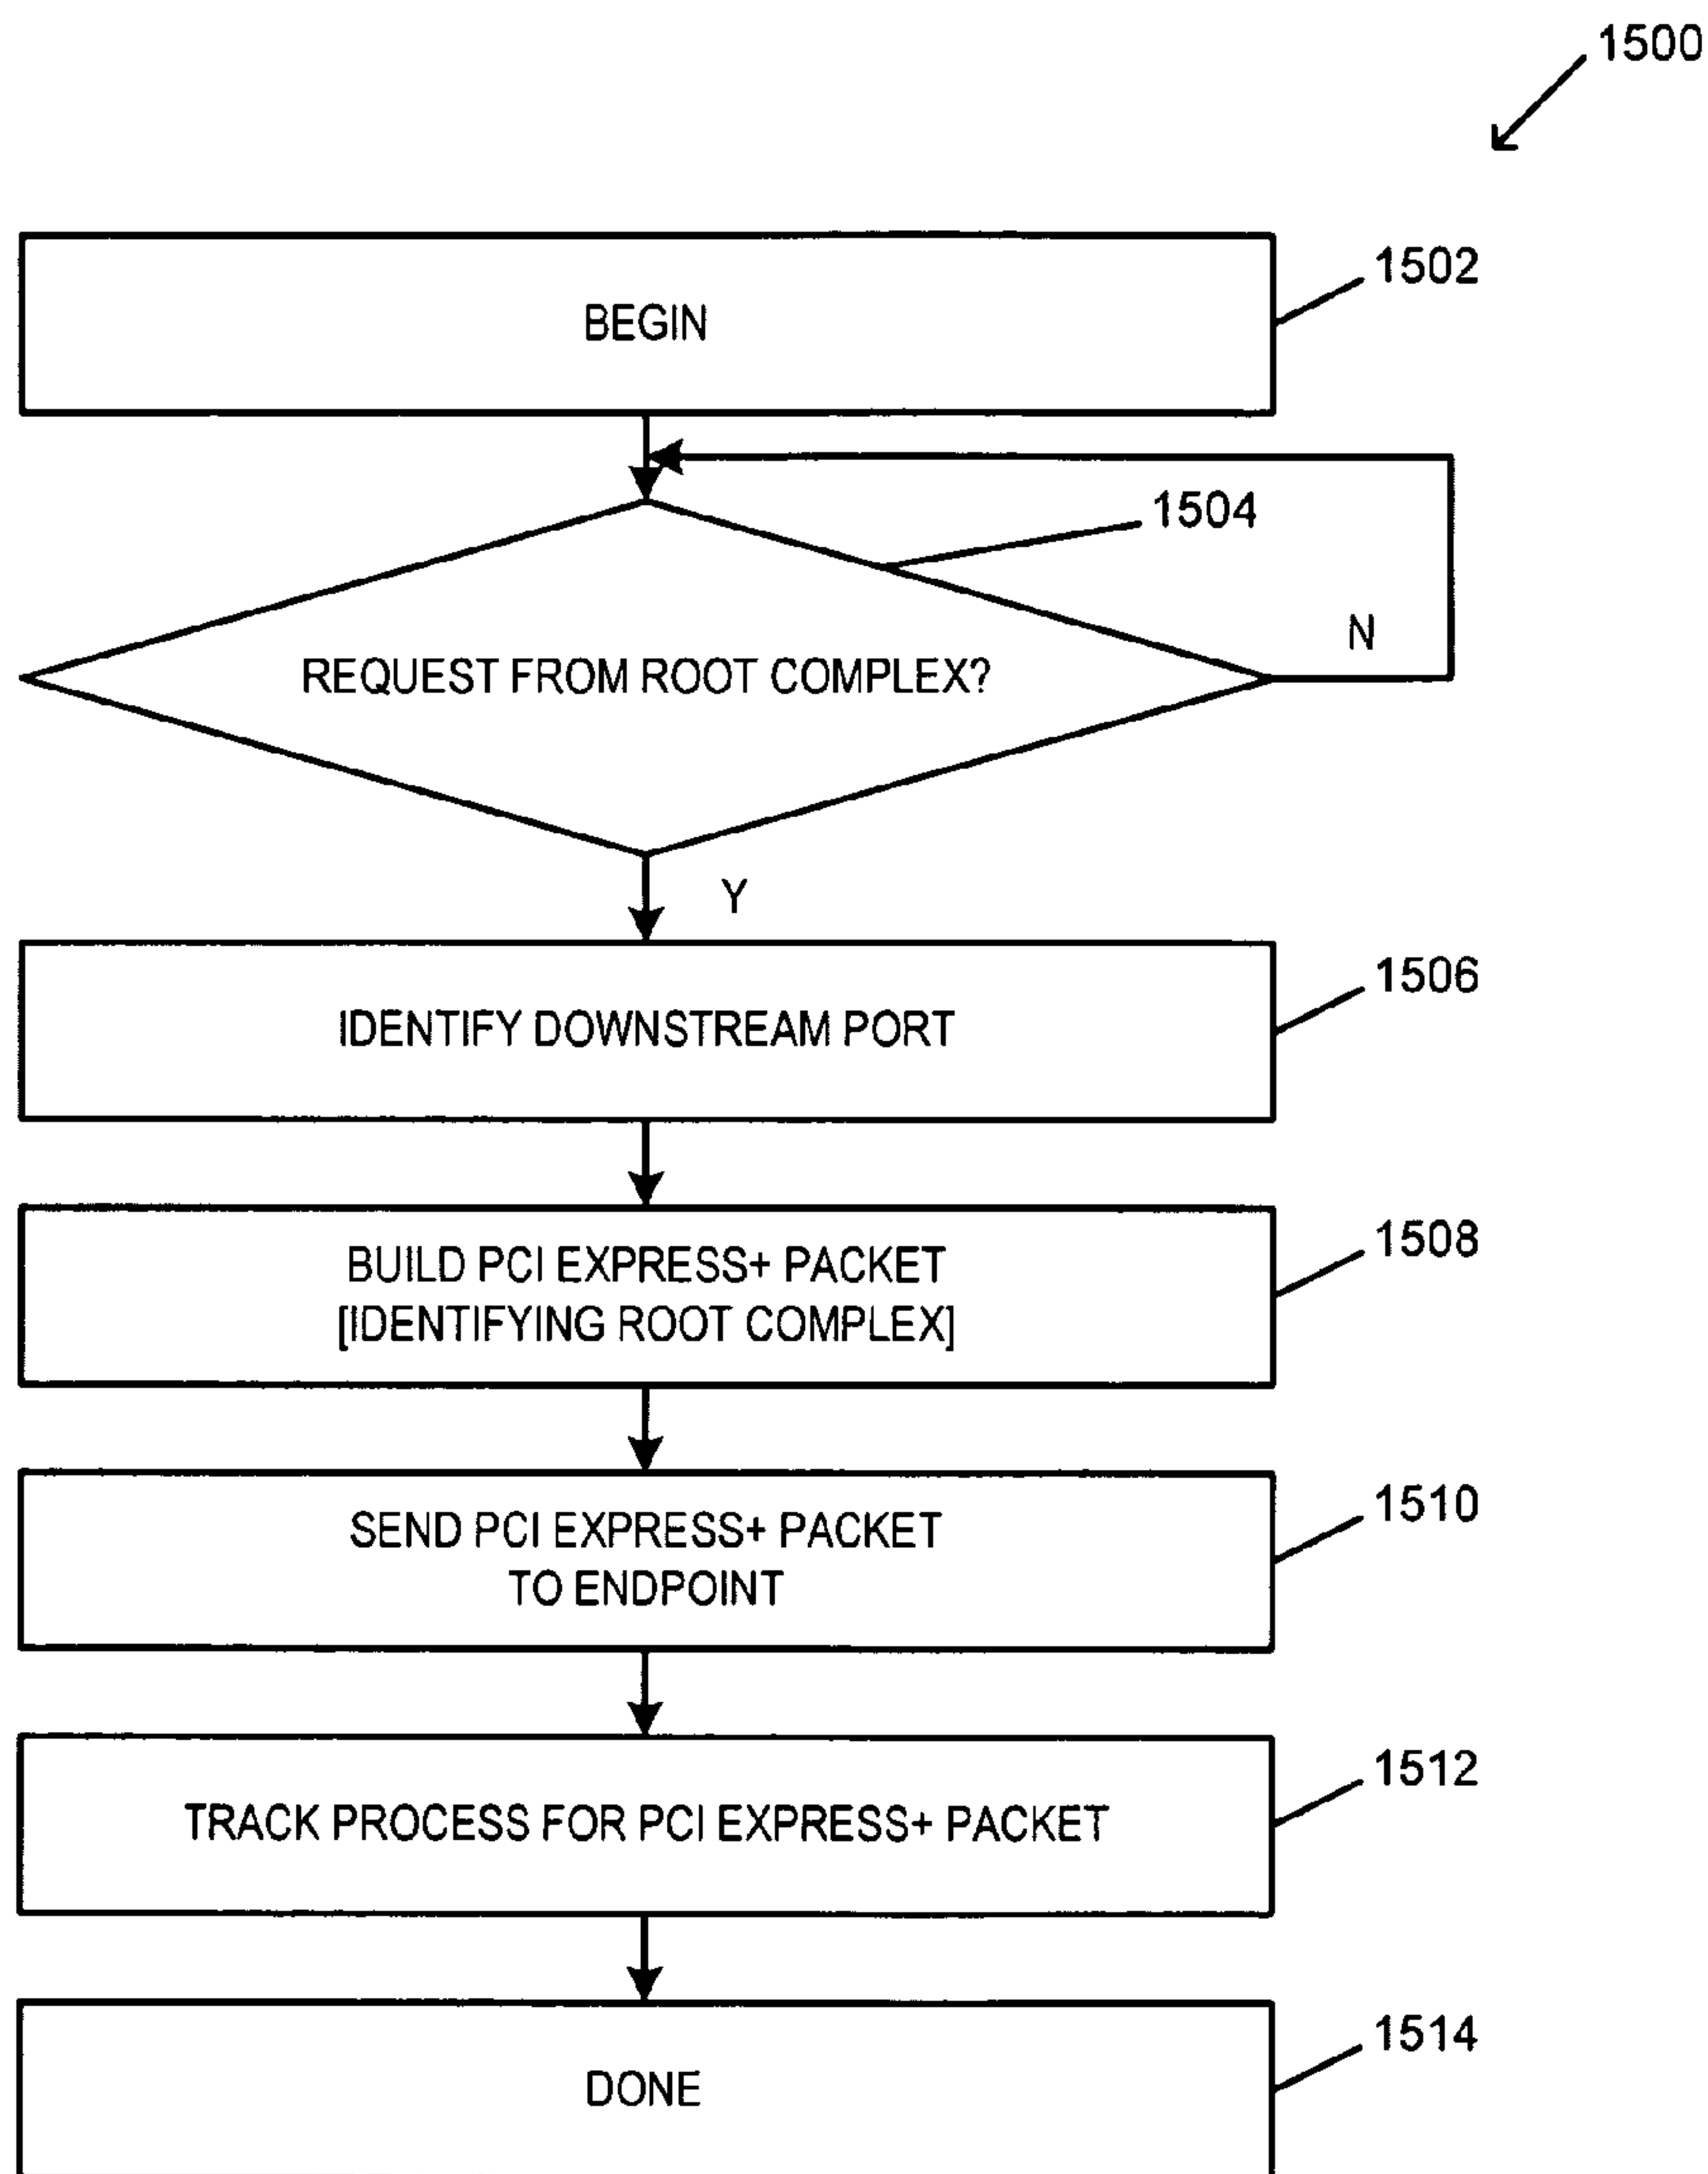 1500
BEGIN
1502
1504
REQUEST FROM ROOT COMPLEX?
N
Y
IDENTIFY DOWNSTREAM PORT
1506
BUILD PCI EXPRESS+ PACKET
[IDENTIFYING ROOT COMPLEX]
1508
SEND PCI EXPRESS+ PACKET
TO ENDPOINT
1510
TRACK PROCESS FOR PCI EXPRESS+ PACKET
1512
DONE
1514